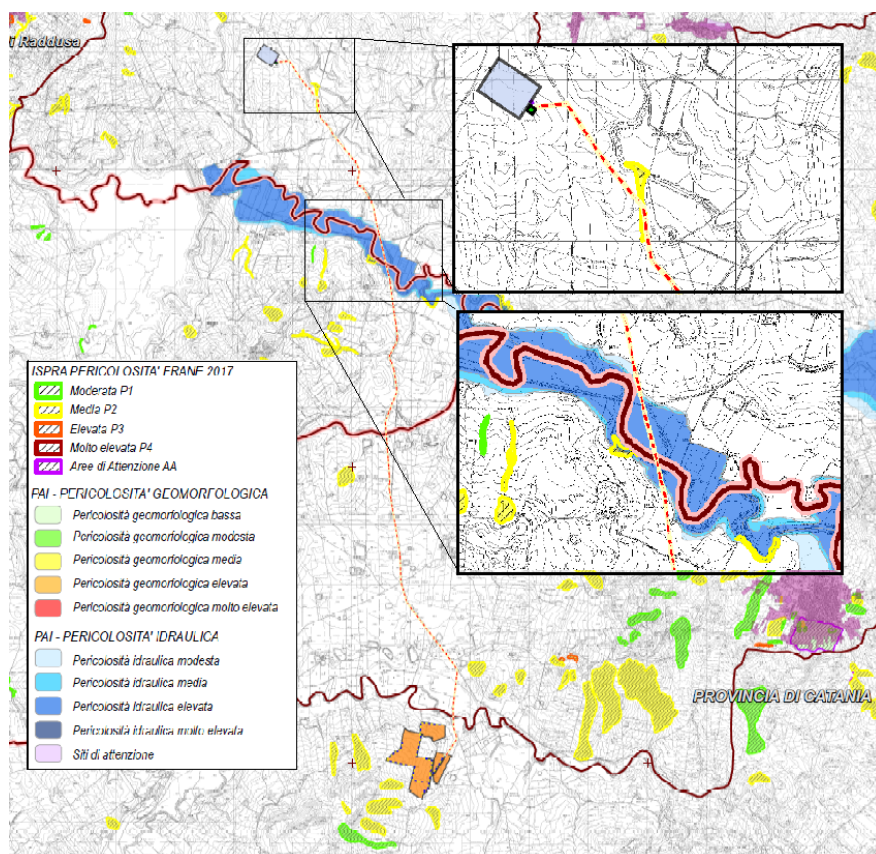 i Raddusa
ISPRA PERICOLOSITA' FRANE 2017
Moderata P1
Media P2
Elevata P3
Molto elevata P4
Aree di Attenzione AA
PAI - PERICOLOSITA' GEOMORFOLOGICA
Pericolosità geomorfologica bassa
Pericolosità geomorfologica modesta
Pericolosità geomorfologica media
Pericolosità geomorfologica elevata
Pericolosità geomorfologica molto elevata
PAI - PERICOLOSITA' IDRAULICA
Pericolosità idraulica modesta
Pericolosità idraulica media
Pericolosità idraulica elevata
Pericolosità idraulica molto elevata
Siti di attenzione
PROVINCIA DI CATANIA